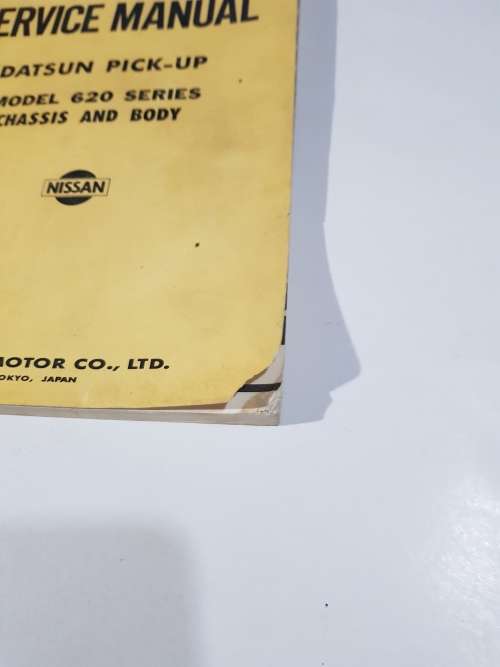 ERVICE MANUAL
DATSUN PICK-UP
MODEL 620 SERIES
CHASSIS AND BODY
NISSAN
MOTOR CO., LTD.
OKYO, JAPAN